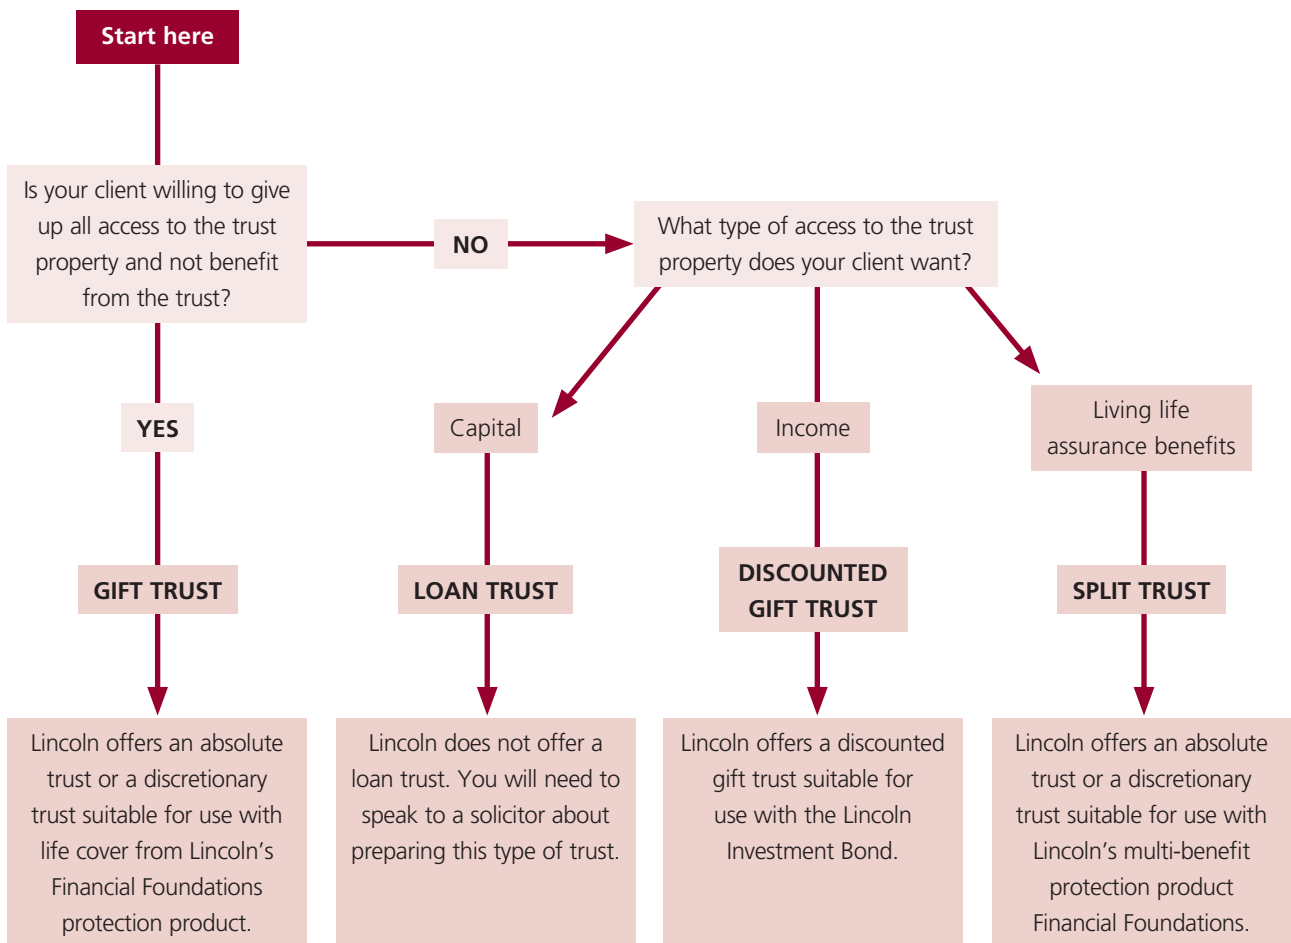 Start here
Is your client willing to give
up all access to the trust
property and not benefit
from the trust?
NO
What type of access to the trust
property does your client want?
YES
Capital
Income
Living life
assurance benefits
GIFT TRUST
LOAN TRUST
DISCOUNTED
GIFT TRUST
SPLIT TRUST
Lincoln offers an absolute
trust or a discretionary
trust suitable for use with
life cover from Lincoln’s
Financial Foundations
protection product.
Lincoln does not offer a
loan trust. You will need to
speak to a solicitor about
preparing this type of trust.
Lincoln offers a discounted
gift trust suitable for
use with the Lincoln
Investment Bond.
Lincoln offers an absolute
trust or a discretionary
trust suitable for use with
Lincoln’s multi-benefit
protection product
Financial Foundations.